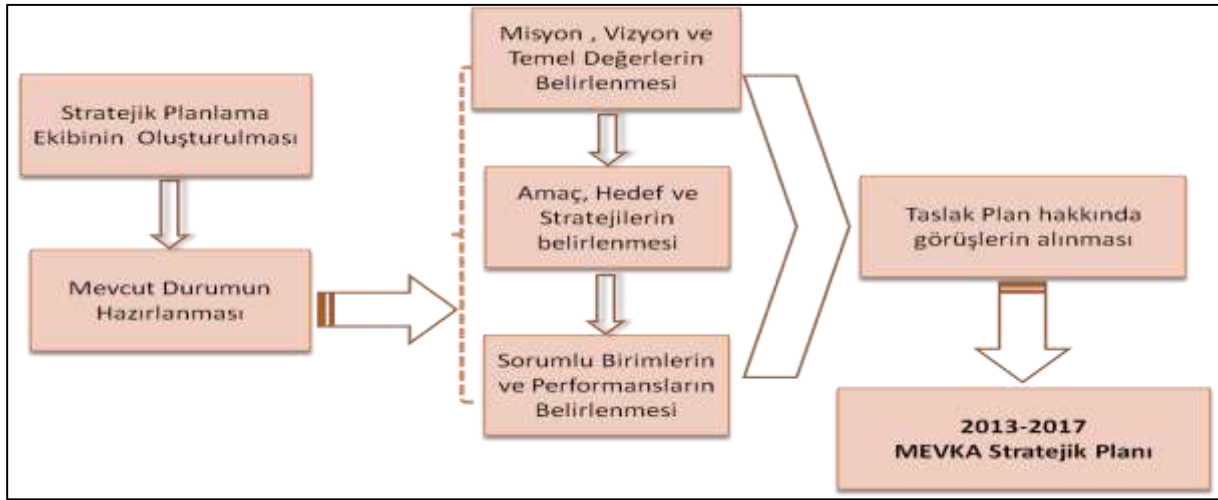 Stratejik Planlama
Ekibinin Oluşturulması
Mevcut Durumun
Hazırlanması
Misyon , Vizyon ve
Temel Değerlerin
Belirlenmesi
Amaç, Hedef ve
Stratejilerin
belirlenmesi
Sorumlu Birimlerin
ve Performansların
Belirlenmesi
Taslak Plan hakkında
görüşlerin alınması
2013-2017
MEVKA Stratejik Planı